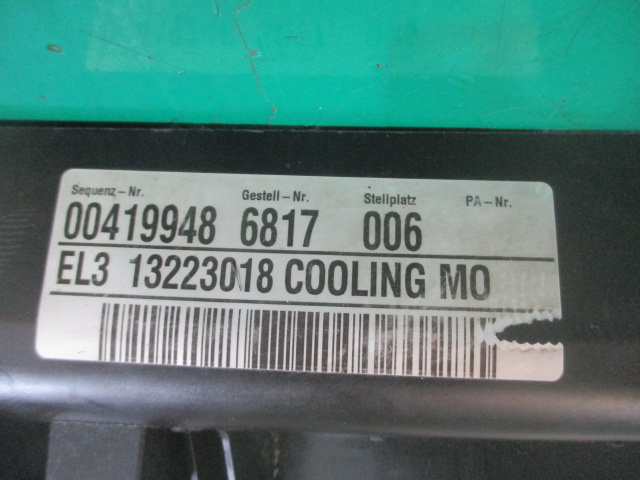 Sequenz-Nr. Gestell-Nr. Stellplatz PA-Nr.
00419948 6817 006
EL3 13223018 COOLING MO